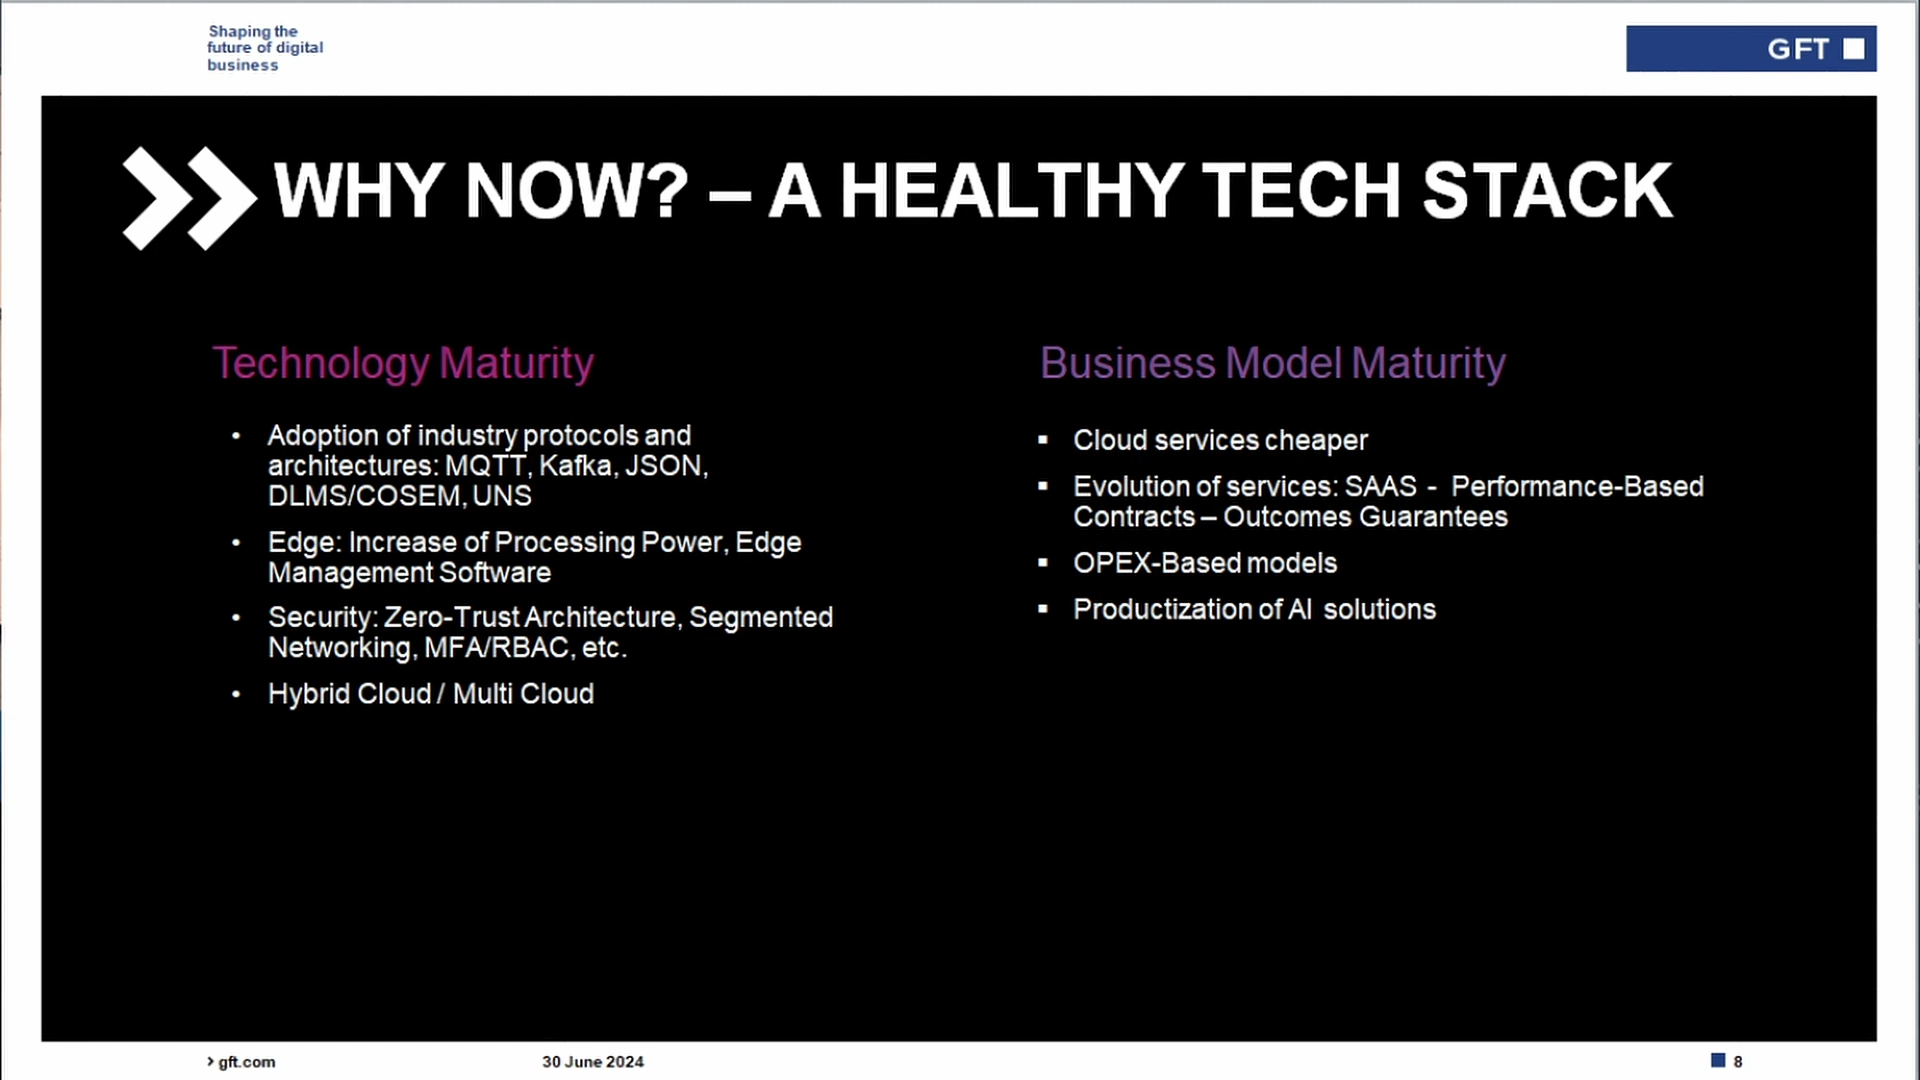 Shaping the
future of digital
business
GFT
WHY NOW? – A HEALTHY TECH STACK
Technology Maturity
• Adoption of industry protocols and
architectures: MQTT, Kafka, JSON,
DLMS/COSEM, UNS
• Edge: Increase of Processing Power, Edge
Management Software
• Security: Zero-Trust Architecture, Segmented
Networking, MFA/RBAC, etc.
• Hybrid Cloud / Multi Cloud
Business Model Maturity
▪ Cloud services cheaper
▪ Evolution of services: SAAS - Performance-Based
Contracts – Outcomes Guarantees
▪ OPEX-Based models
▪ Productization of AI solutions
> gft.com
30 June 2024
8